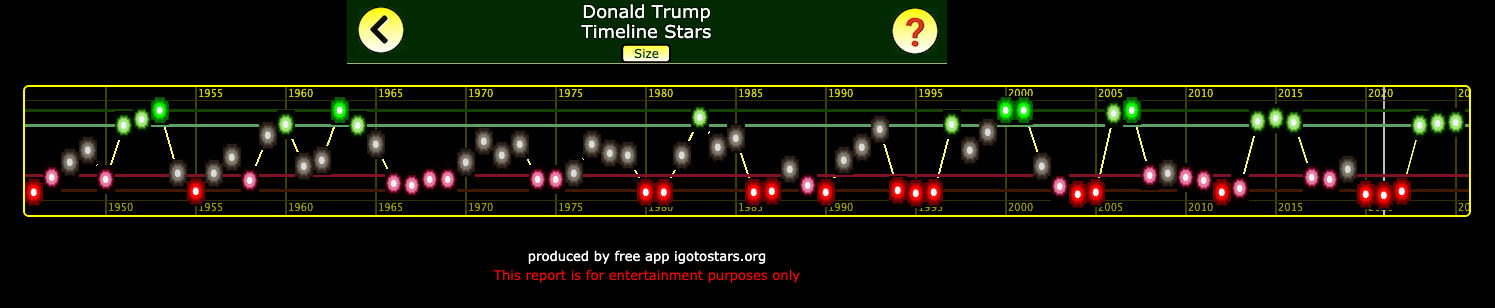 Donald Trump
Timeline Stars
?
Size
1955 1960 1965 1970 1975 1980 1985 1990 1995 2000 2005 2010 2015 2020 20
1950 1955 1960 1965 1970 1975 1980 1985 1990 1995 2000 2005 2010 2015 20
produced by free app igotostars.org
This report is for entertainment purposes only